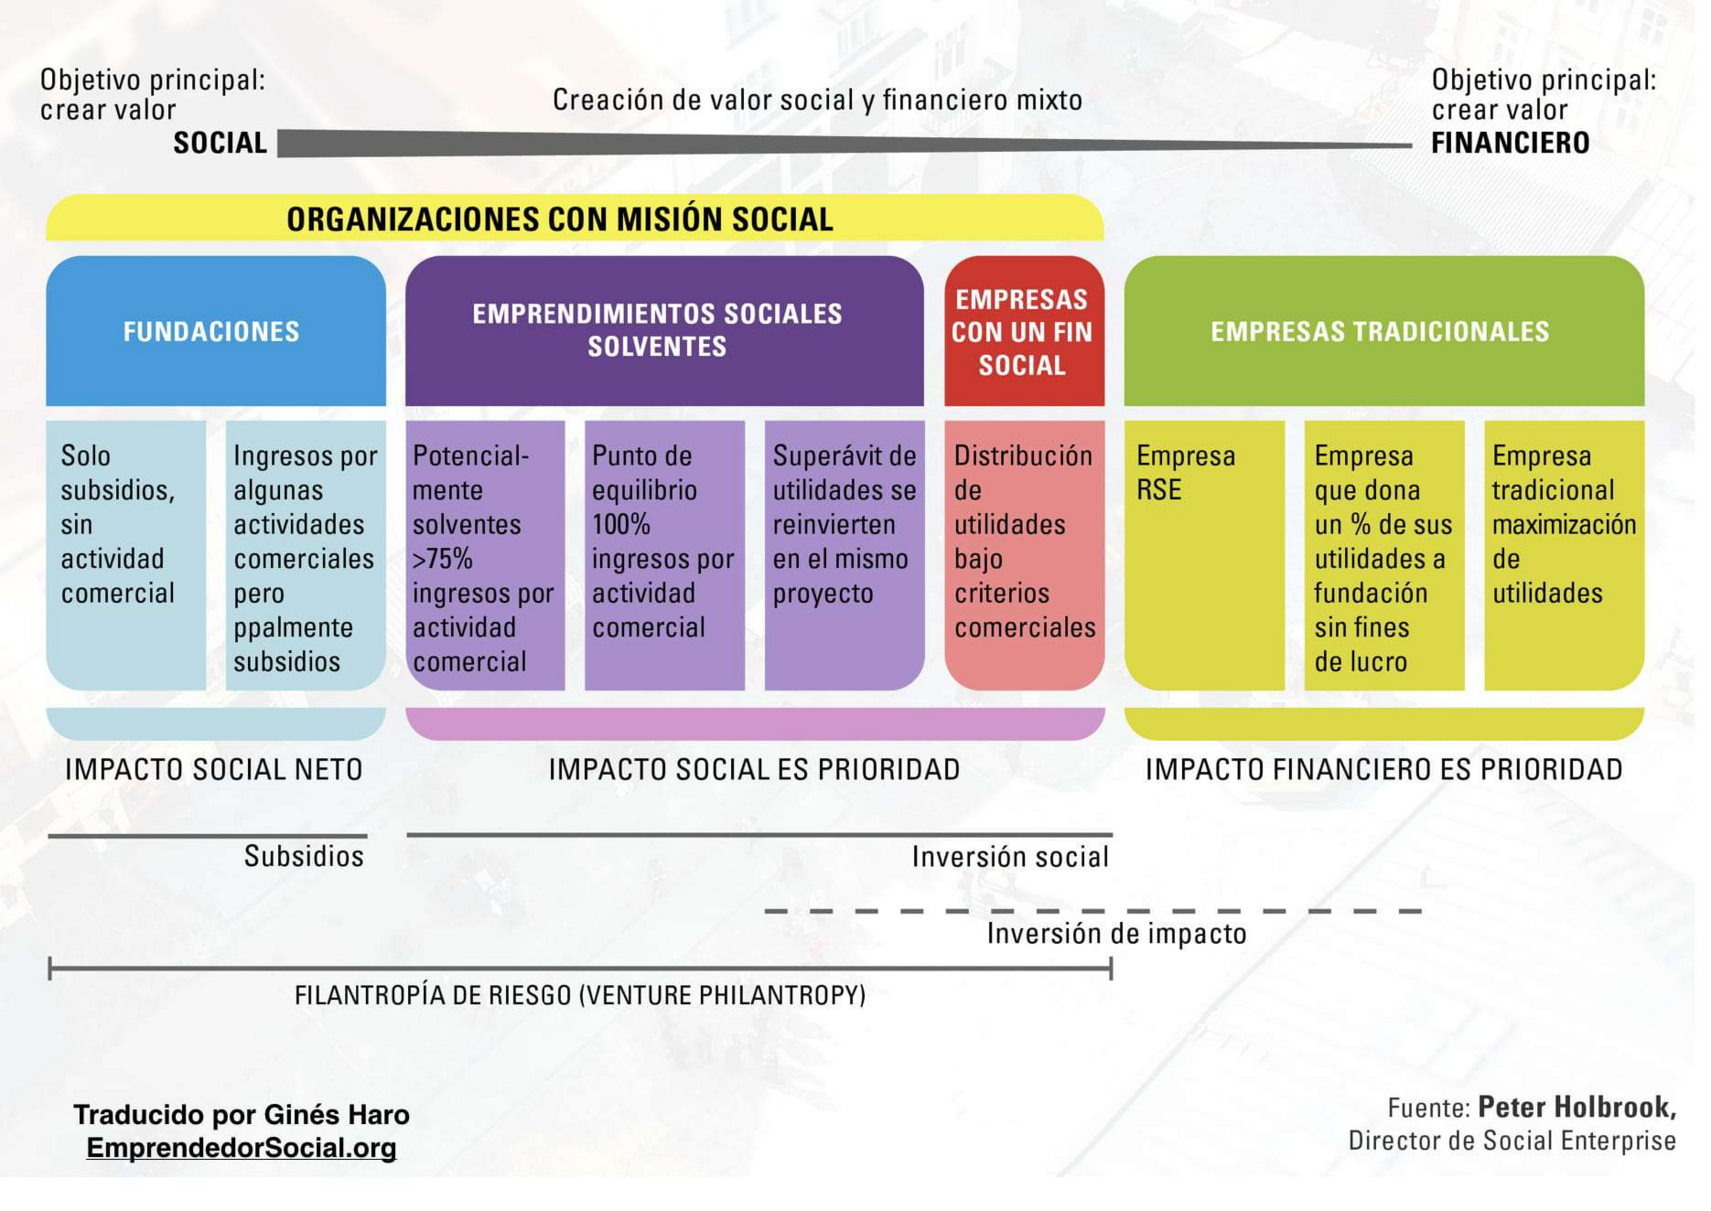 Objetivo principal:
crear valor
SOCIAL
Creación de valor social y financiero mixto
Objetivo principal:
crear valor
FINANCIERO
ORGANIZACIONES CON MISIÓN SOCIAL
FUNDACIONES
EMPRENDIMIENTOS SOCIALES
SOLVENTES
EMPRESAS
CON UN FIN
SOCIAL
EMPRESAS TRADICIONALES
Solo
subsidios,
sin
actividad
comercial
Ingresos por
algunas
actividades
comerciales
pero
ppalmente
subsidios
Potencial-
mente
solventes
>75%
ingresos por
actividad
comercial
Punto de
equilibrio
100%
ingresos por
actividad
comercial
Superávit de
utilidades se
reinvierten
en el mismo
proyecto
Distribución
de
utilidades
bajo
criterios
comerciales
Empresa
RSE
Empresa
que dona
un % de sus
utilidades a
fundación
sin fines
de lucro
Empresa
tradicional
maximización
de
utilidades
IMPACTO SOCIAL NETO
IMPACTO SOCIAL ES PRIORIDAD
IMPACTO FINANCIERO ES PRIORIDAD
Subsidios
Inversión social
Inversión de impacto
FILANTROPÍA DE RIESGO (VENTURE PHILANTROPY)
Traducido por Ginés Haro
EmprendedorSocial.org
Fuente: Peter Holbrook,
Director de Social Enterprise